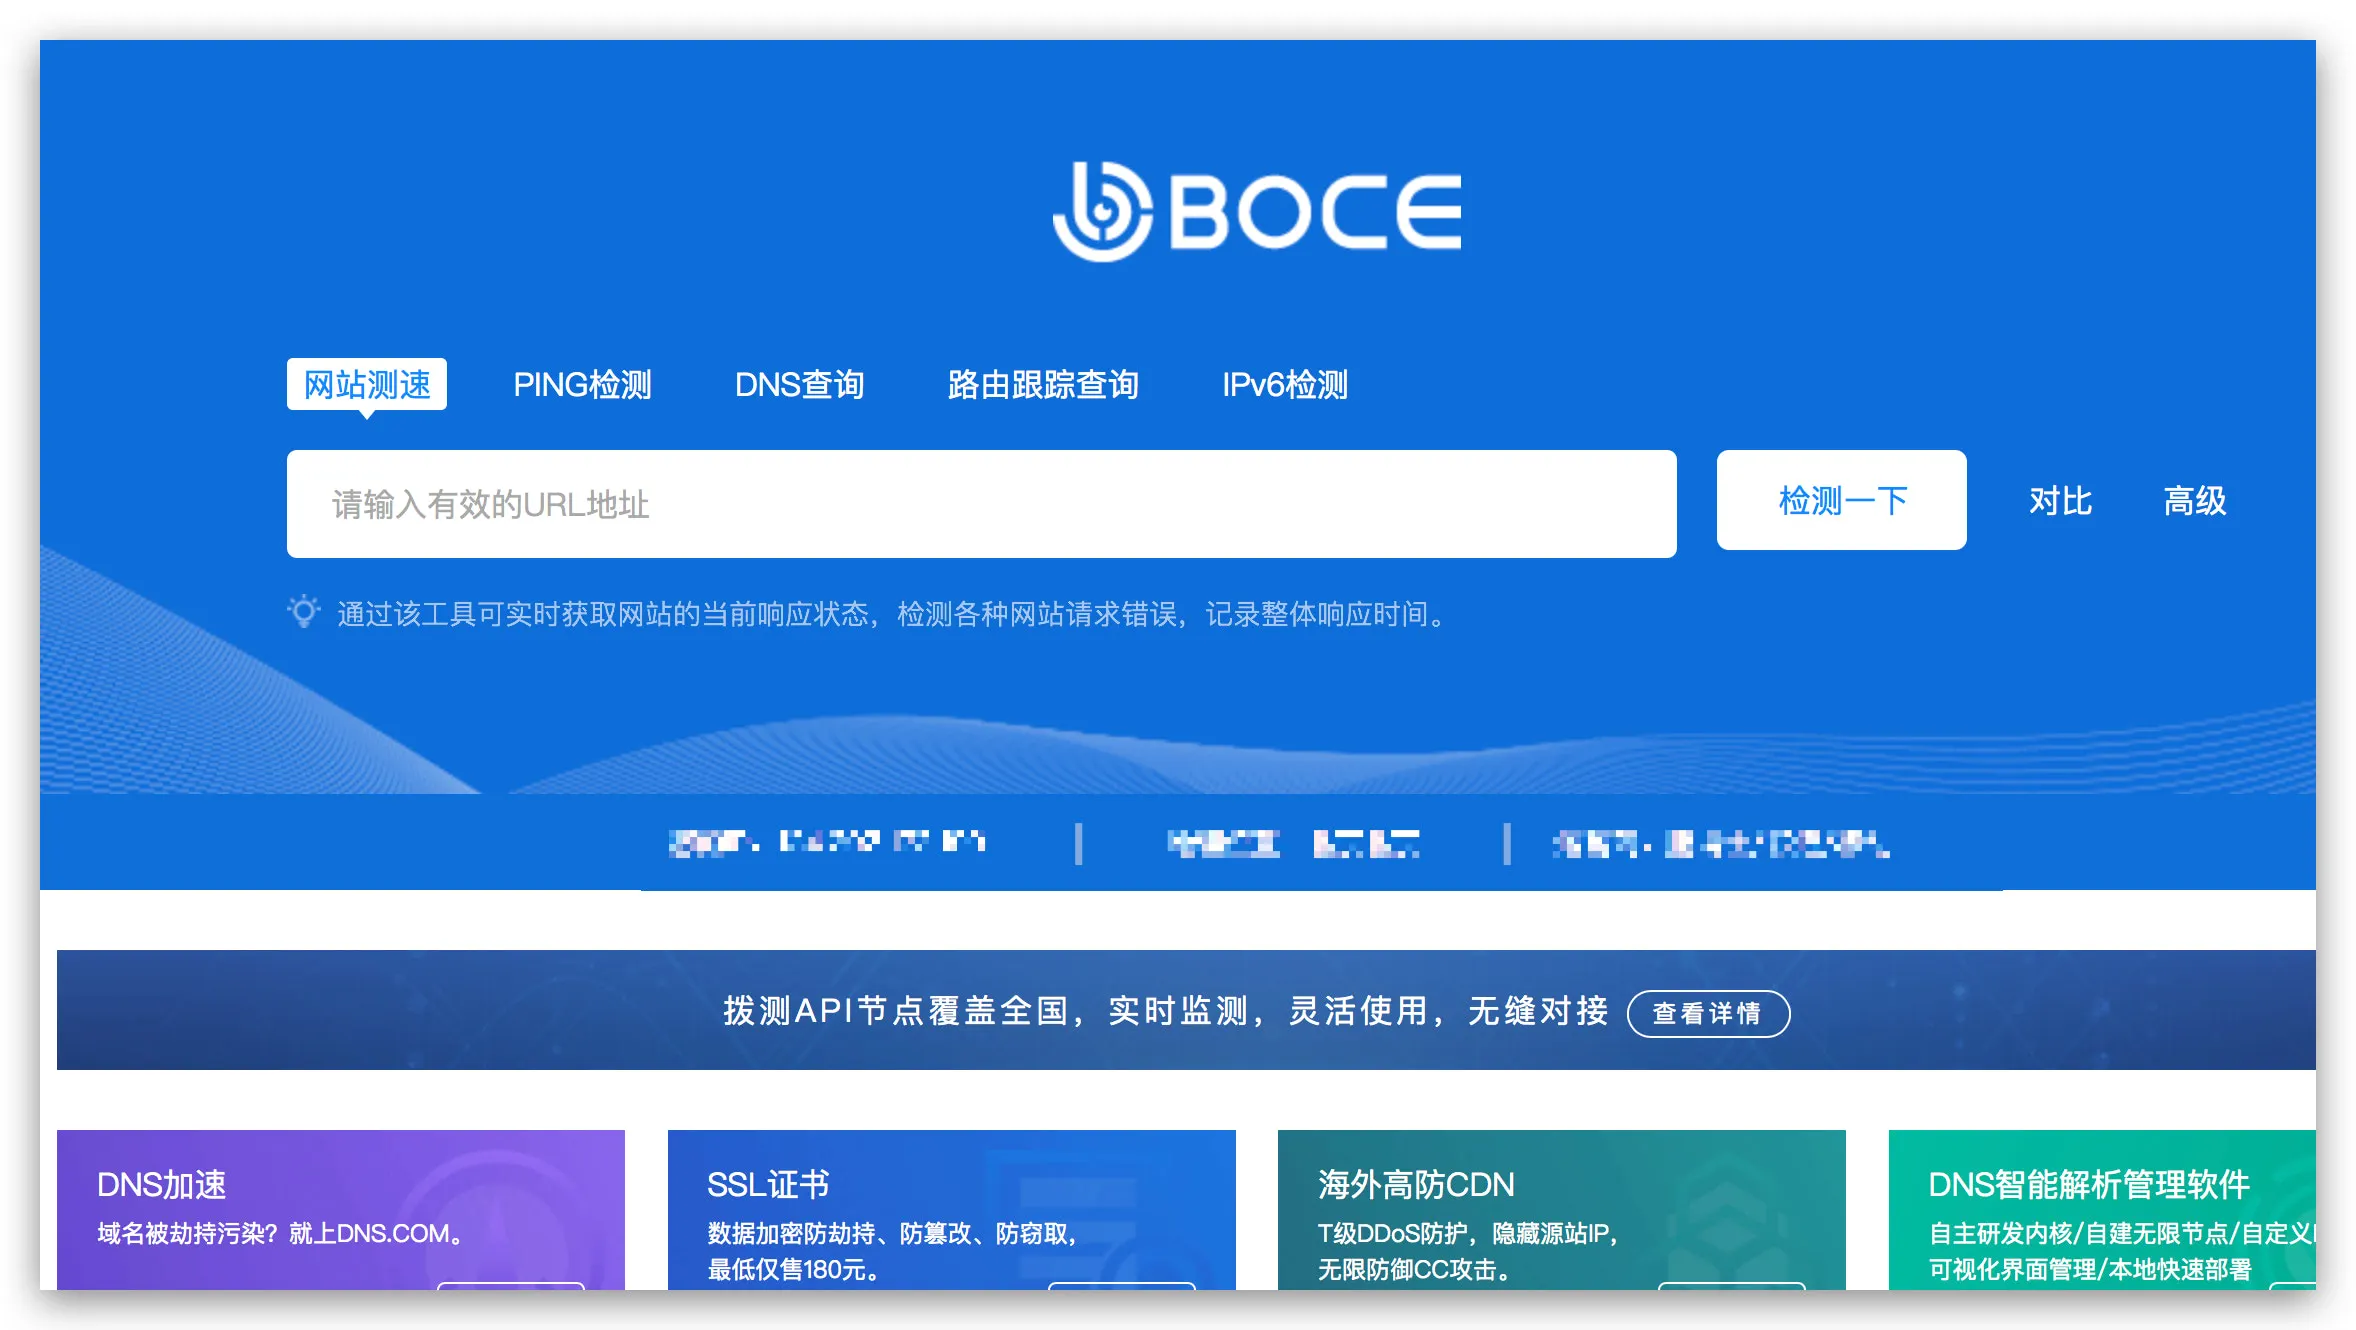 BOCE
网站测速 PING检测 DNS查询 路由跟踪查询 IPv6检测
请输入有效的URL地址 检测一下 对比 高级
通过该工具可实时获取网站的当前响应状态，检测各种网站请求错误，记录整体响应时间。
拨测API节点覆盖全国，实时监测，灵活使用，无缝对接 查看详情
DNS加速
域名被劫持污染？就上DNS.COM。
SSL证书
数据加密防劫持、防篡改、防窃取，
最低仅售180元。
海外高防CDN
T级DDoS防护，隐藏源站IP，
无限防御CC攻击。
DNS智能解析管理软件
自主研发内核/自建无限节点/自定义
可视化界面管理/本地快速部署